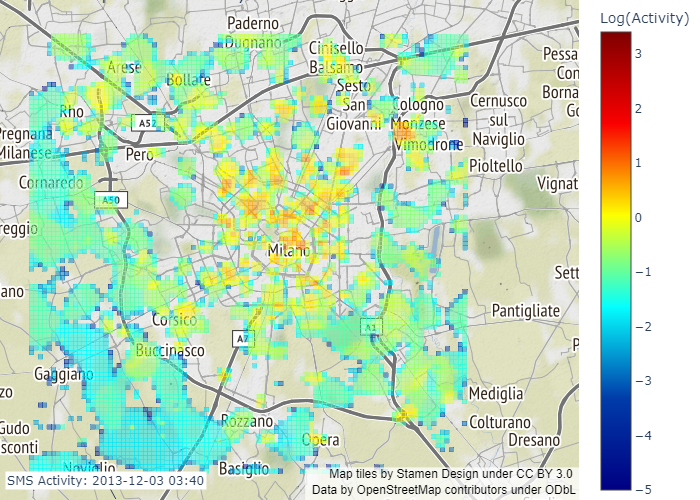 Paderno
Dugnano
Cinisello
Balsamo
Arese
Bollate
Sesto
San
Giovanni
Rho
A52
Cologno
Monzese
Vimodrone
Cernusco
sul
Naviglio
Pessa
Con
Borna
Go
Pregnana
Milanese
Pero
Pioltello
Cornaredo
A50
Vignat
reggio
Milano
Sett
ano
Corsico
A7
A1
Pantigliate
P
Buccinasco
Gaggiano
zo
Mediglia
Gudo
sconti
Rozzano
Opera
Colturano
Dresano
Noviglio
Basiglio
SMS Activity: 2013-12-03 03:40
Map tiles by Stamen Design under CC BY 3.0
Data by OpenStreetMap contributors under ODbL
Log(Activity)
3
2
1
0
−1
−2
−3
−4
−5